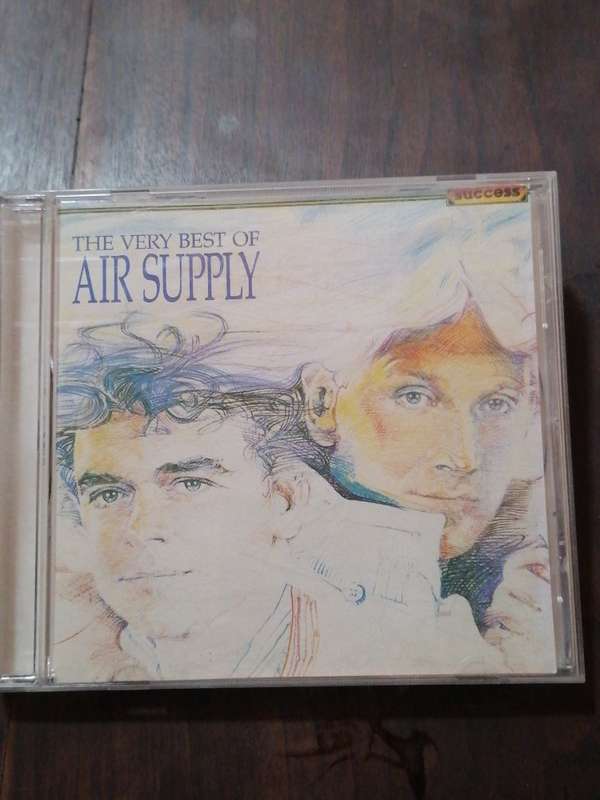 success
THE VERY BEST OF
AIR SUPPLY